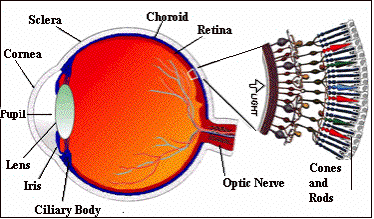 Choroid
Sclera
Retina
Cornea
LIGHT
Pupil
Lens
Iris
Optic Nerve
Cones
and
Rods
Ciliary Body